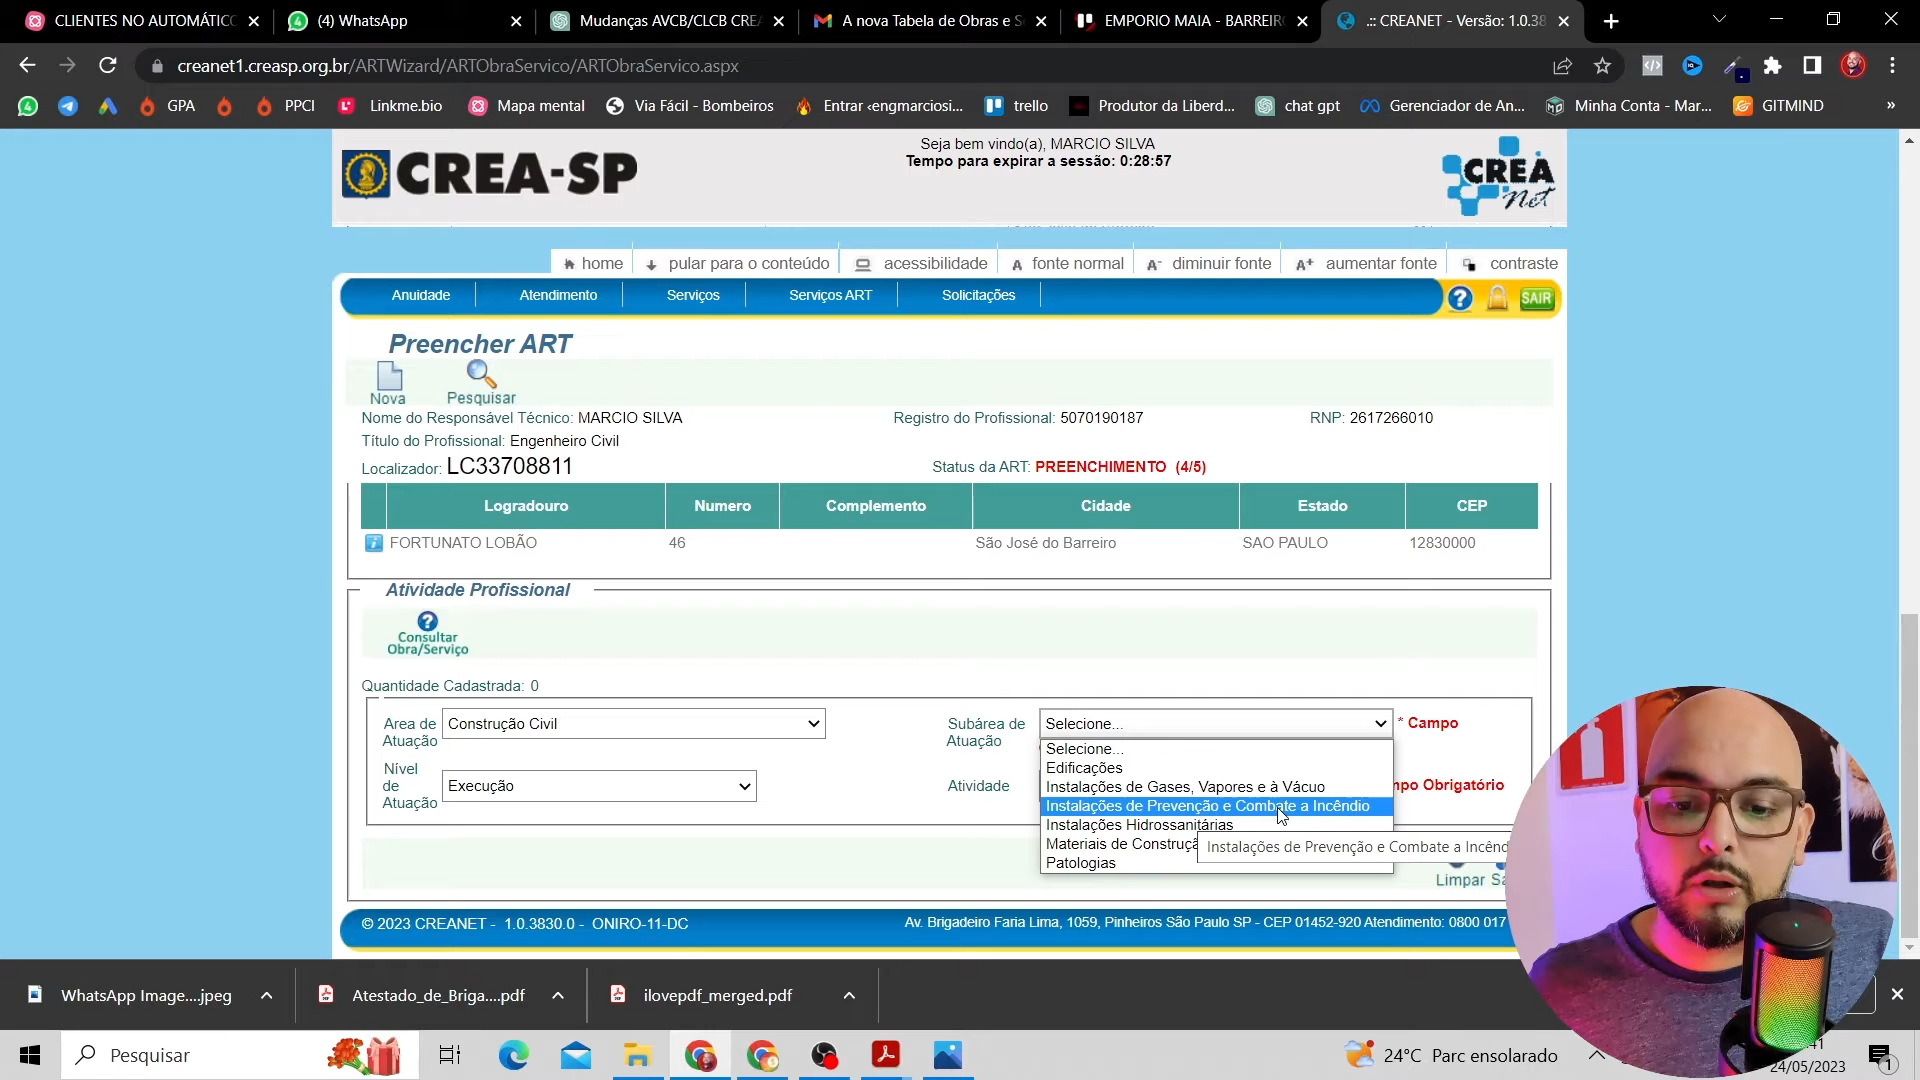 CLIENTES NO AUTOMÁTICO
(4) WhatsApp
Mudanças AVCB/CLCB CREA
A nova Tabela de Obras e S
EMPORIO MAIA - BARREIR
.:: CREANET - Versão: 1.0.38
creanet1.creasp.org.br/ARTWizard/ARTObraServico/ARTObraServico.aspx
GPA
PPCI
Linkme.bio
Mapa mental
Via Fácil - Bombeiros
Entrar ‹engmarciosi...
trello
Produtor da Liberd...
chat gpt
Gerenciador de An...
Minha Conta - Mar...
GITMIND
»
CREA-SP
Seja bem vindo(a), MARCIO SILVA
Tempo para expirar a sessão: 0:28:57
CREA
Net
home
pular para o conteúdo
acessibilidade
A fonte normal
A- diminuir fonte
A+ aumentar fonte
contraste
Anuidade
Atendimento
Serviços
Serviços ART
Solicitações
SAIR
Preencher ART
Nova
Pesquisar
Nome do Responsável Técnico: MARCIO SILVA
Registro do Profissional: 5070190187
RNP: 2617266010
Título do Profissional: Engenheiro Civil
Localizador: LC33708811
Status da ART: PREENCHIMENTO (4/5)
Logradouro Numero Complemento Cidade Estado CEP
FORTUNATO LOBÃO 46 São José do Barreiro SAO PAULO 12830000
Atividade Profissional
Consultar
Obra/Serviço
Quantidade Cadastrada: 0
Area de
Atuação
Construção Civil
Subárea de
Atuação
Selecione...
* Campo
Selecione...
Edificações
Instalações de Gases, Vapores e à Vácuo
Instalações de Prevenção e Combate a Incêndio
Instalações Hidrossanitárias
Materiais de Construçã
Patologias
Instalações de Prevenção e Combate a Incênd
Nível
de
Atuação
Execução
Atividade
mpo Obrigatório
Limpar Sa
© 2023 CREANET - 1.0.3830.0 - ONIRO-11-DC
Av. Brigadeiro Faria Lima, 1059, Pinheiros São Paulo SP - CEP 01452-920 Atendimento: 0800 017
WhatsApp Image....jpeg
Atestado_de_Briga....pdf
ilovepdf_merged.pdf
Pesquisar
24°C Parc ensolarado
:41
24/05/2023
1